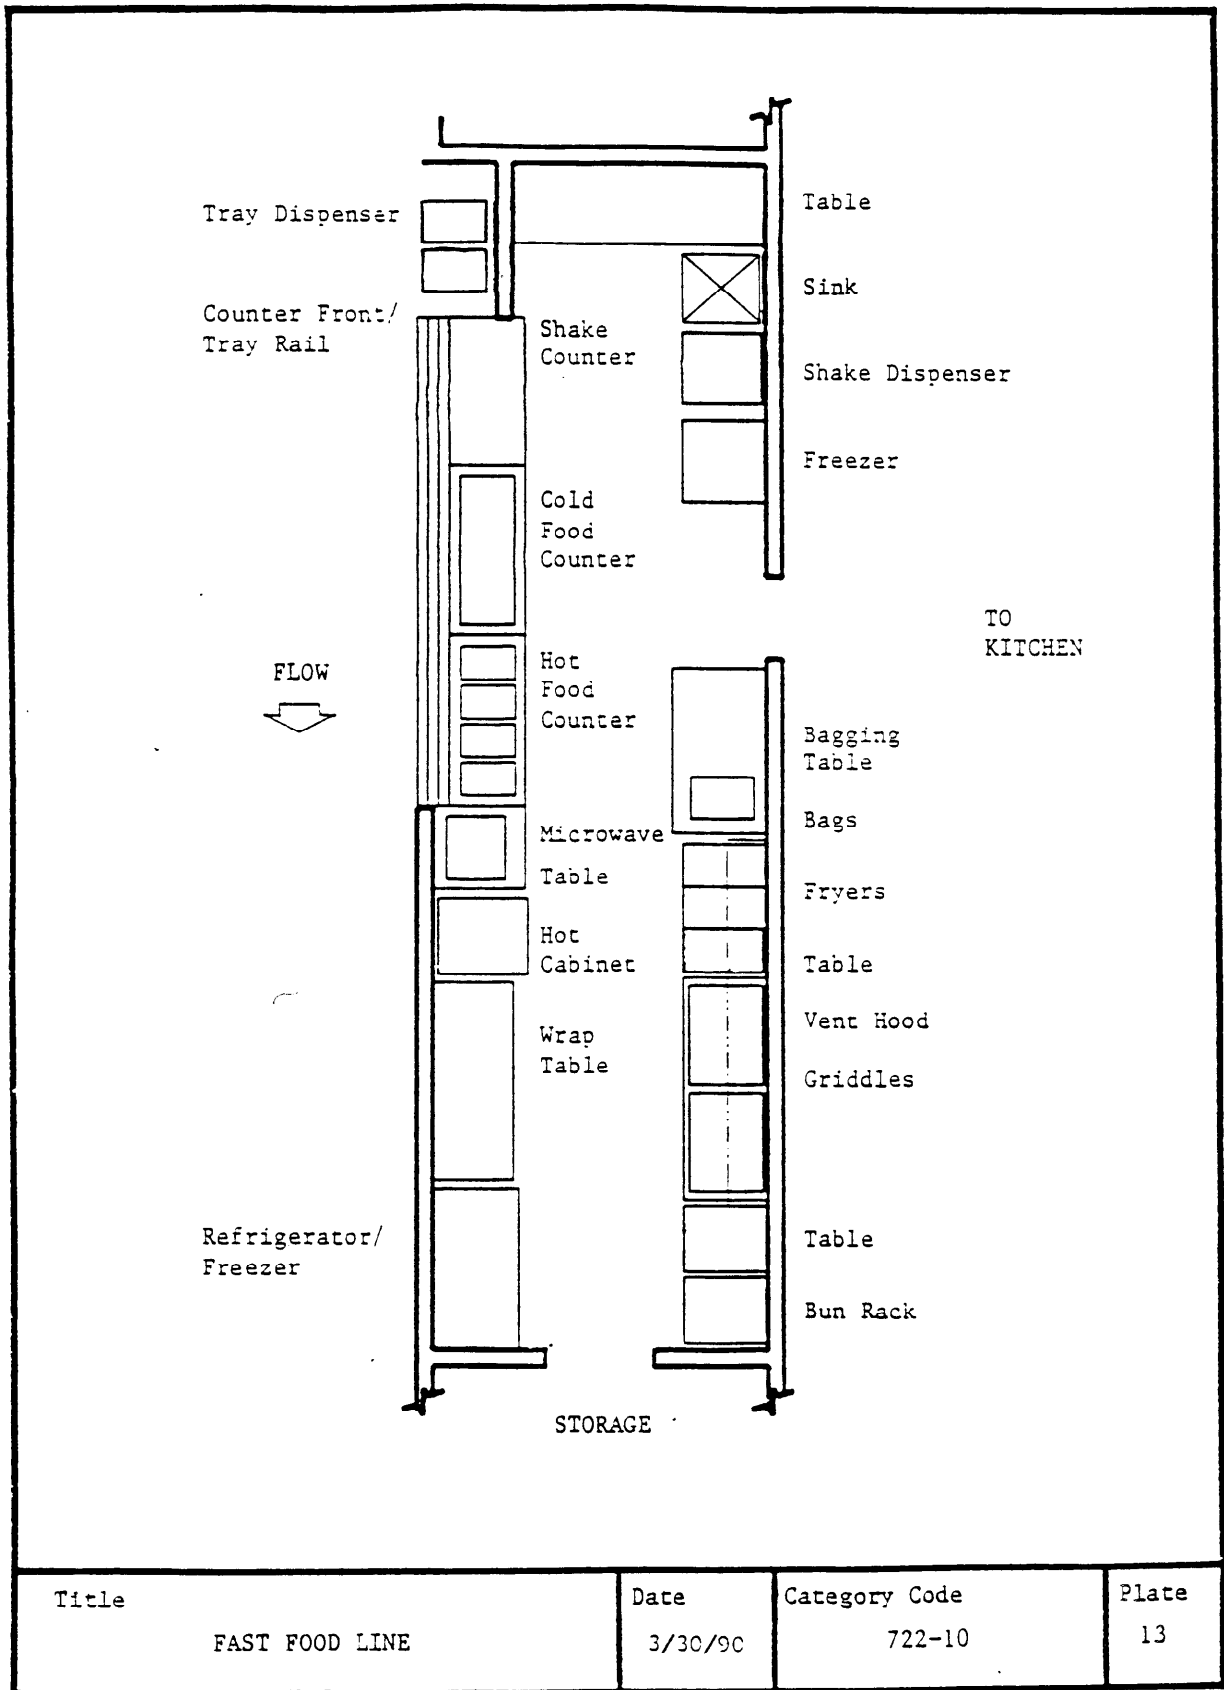 Tray Dispenser
Counter Front/
Tray Rail
Shake
Counter
Cold
Food
Counter
FLOW
Hot
Food
Counter
Microwave
Table
Hot
Cabinet
Wrap
Table
Refrigerator/
Freezer
Table
Sink
Shake Dispenser
Freezer
TO
KITCHEN
Bagging
Table
Bags
Fryers
Table
Vent Hood
Griddles
Table
Bun Rack
STORAGE
Title
FAST FOOD LINE
Date
3/30/90
Category Code
722-10
Plate
13